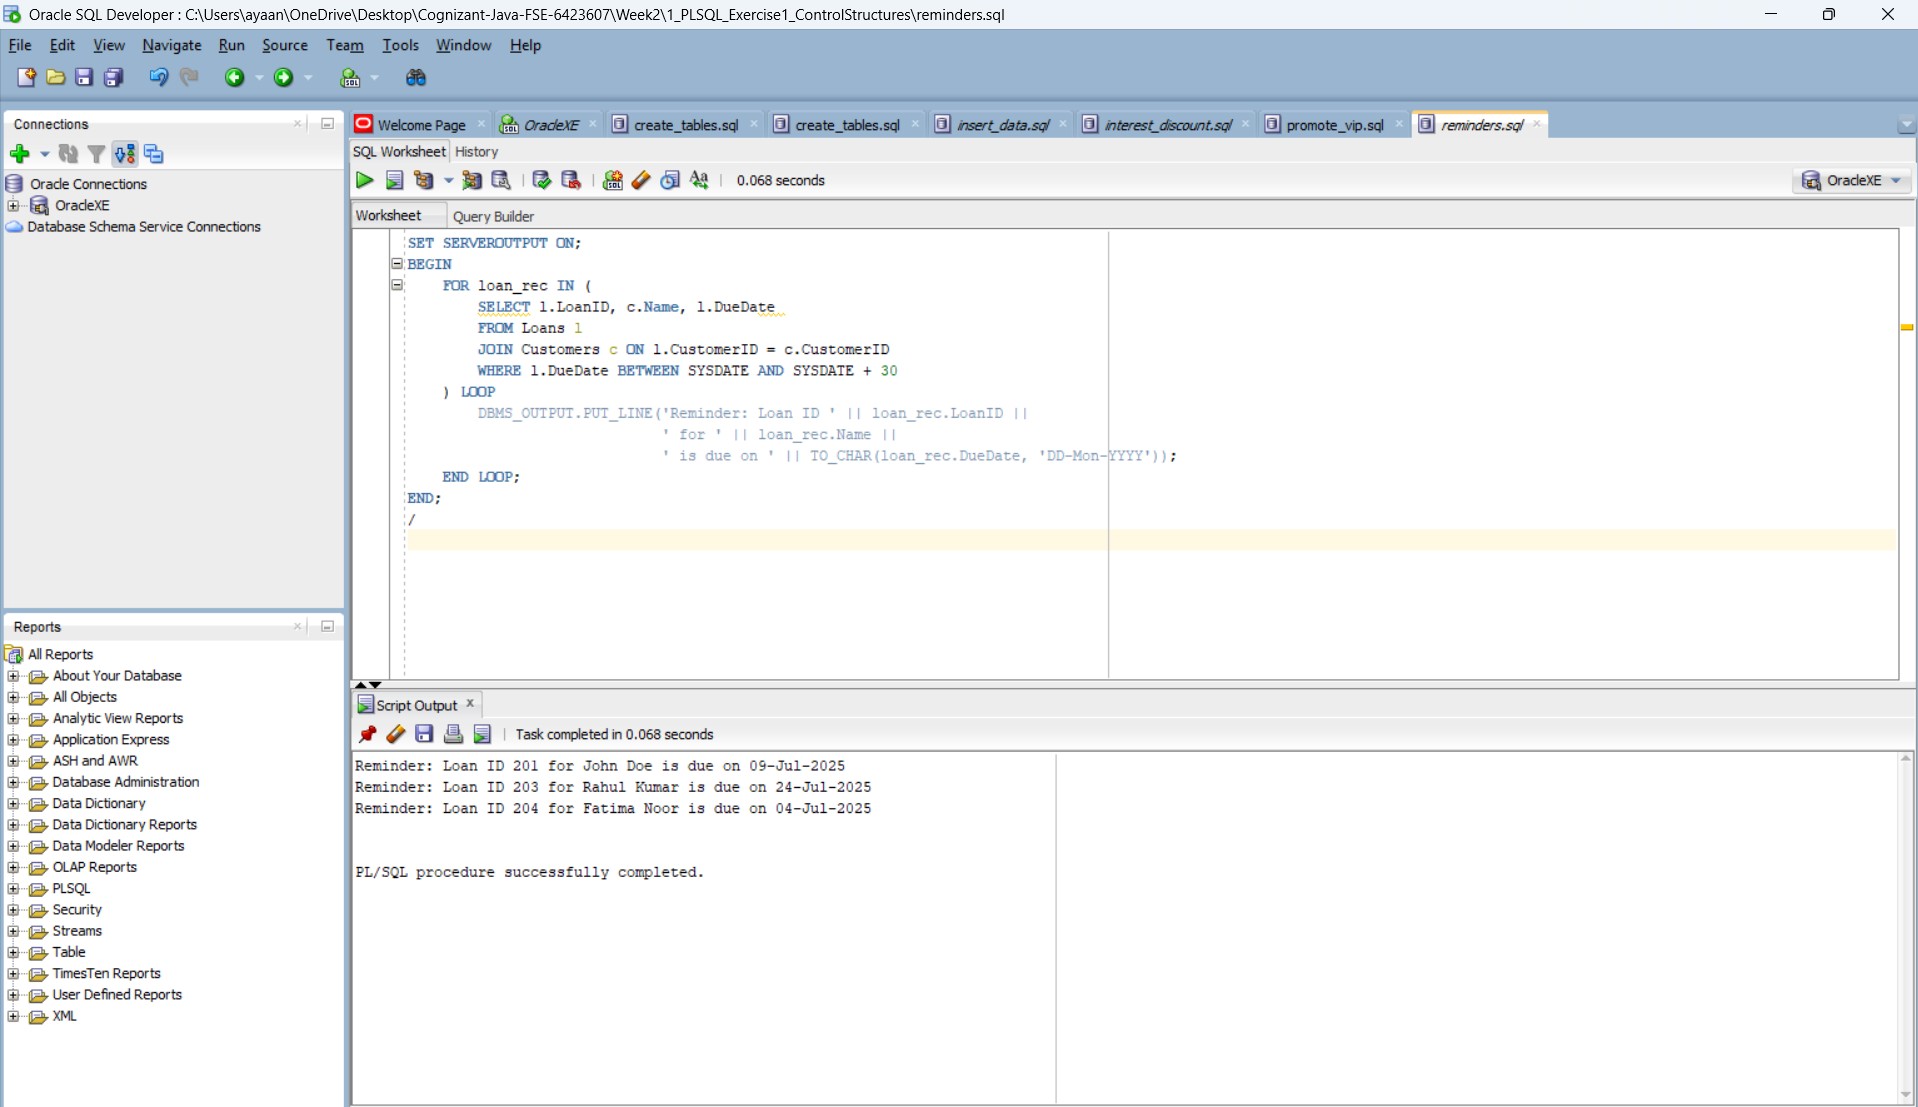 Oracle SQL Developer : C:\Users\ayaan\OneDrive\Desktop\Cognizant-Java-FSE-6423607\Week2\1_PLSQL_Exercise1_ControlStructures\reminders.sql
File Edit View Navigate Run Source Team Tools Window Help
Connections
Oracle Connections
OracleXE
Database Schema Service Connections
Reports
All Reports
About Your Database
All Objects
Analytic View Reports
Application Express
ASH and AWR
Database Administration
Data Dictionary
Data Dictionary Reports
Data Modeler Reports
OLAP Reports
PLSQL
Security
Streams
Table
TimesTen Reports
User Defined Reports
XML
Welcome Page OracleXE create_tables.sql create_tables.sql insert_data.sql interest_discount.sql promote_vip.sql reminders.sql
SQL Worksheet History
0.068 seconds
OracleXE
Worksheet Query Builder
SET SERVEROUTPUT ON;
BEGIN
    FOR loan_rec IN (
        SELECT l.LoanID, c.Name, l.DueDate
        FROM Loans l
        JOIN Customers c ON l.CustomerID = c.CustomerID
        WHERE l.DueDate BETWEEN SYSDATE AND SYSDATE + 30
    ) LOOP
        DBMS_OUTPUT.PUT_LINE('Reminder: Loan ID ' || loan_rec.LoanID ||
                             ' for ' || loan_rec.Name ||
                             ' is due on ' || TO_CHAR(loan_rec.DueDate, 'DD-Mon-YYYY'));
    END LOOP;
END;
/
Script Output
Task completed in 0.068 seconds
Reminder: Loan ID 201 for John Doe is due on 09-Jul-2025
Reminder: Loan ID 203 for Rahul Kumar is due on 24-Jul-2025
Reminder: Loan ID 204 for Fatima Noor is due on 04-Jul-2025
PL/SQL procedure successfully completed.